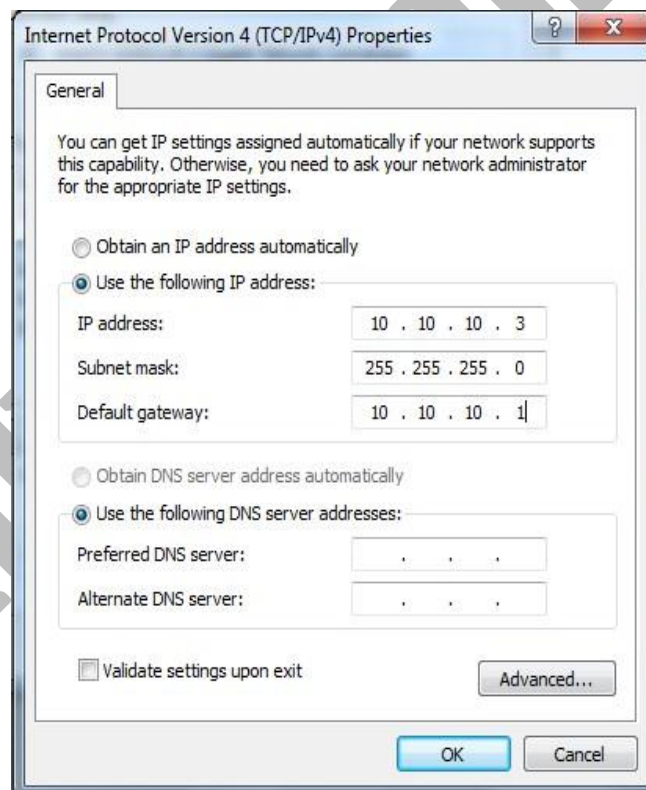 Internet Protocol Version 4 (TCP/IPv4) Properties
General
You can get IP settings assigned automatically if your network supports
this capability. Otherwise, you need to ask your network administrator
for the appropriate IP settings.
Obtain an IP address automatically
Use the following IP address:
IP address: 10 . 10 . 10 . 3
Subnet mask: 255 . 255 . 255 . 0
Default gateway: 10 . 10 . 10 . 1
Obtain DNS server address automatically
Use the following DNS server addresses:
Preferred DNS server: . . .
Alternate DNS server: . . .
Validate settings upon exit
Advanced...
OK Cancel